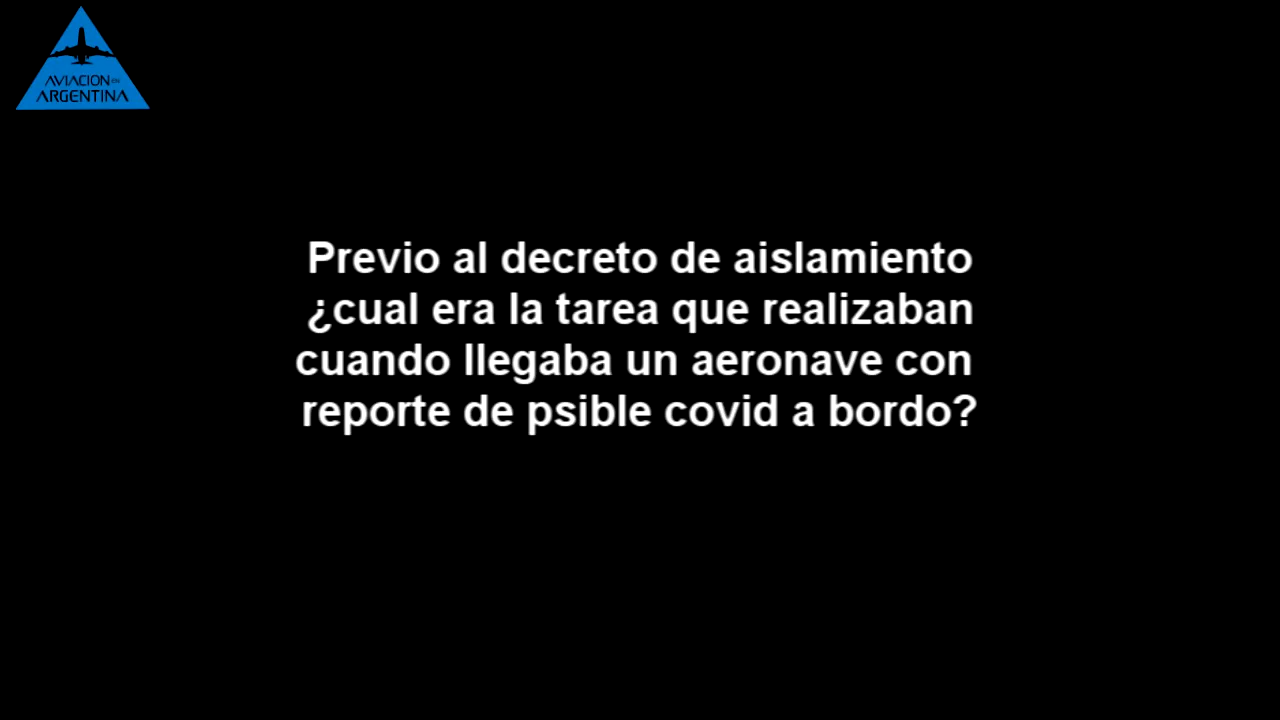 AVIACION EN
ARGENTINA
Previo al decreto de aislamiento
¿cual era la tarea que realizaban
cuando llegaba un aeronave con
reporte de psible covid a bordo?